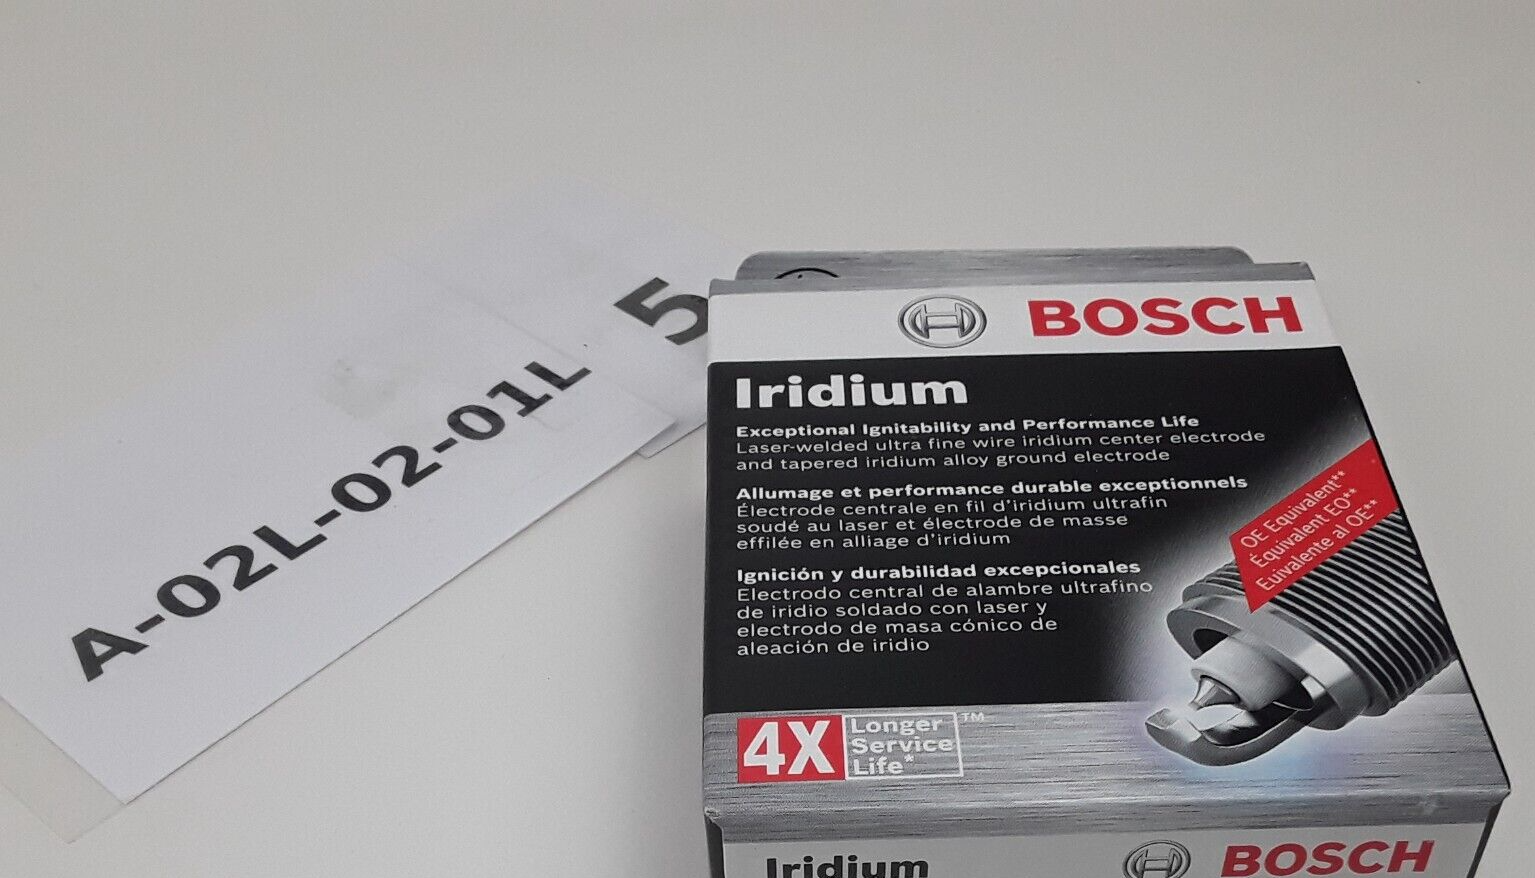 A-02L-02-01L
5
BOSCH
Iridium
Exceptional Ignitability and Performance Life
Laser-welded ultra fine wire iridium center electrode
and tapered iridium alloy ground electrode
Allumage et performance durable exceptionnels
Électrode centrale en fil d'iridium ultrafin
soudé au laser et électrode de masse
effilée en alliage d'iridium
Ignición y durabilidad excepcionales
Electrodo central de alambre ultrafino
de iridio soldado con laser y
electrodo de masa cónico de
aleación de iridio
OE Equivalent**
Équivalent EO**
Euivalente al OE**
4X
Longer
Service
Life*
™
Iridium
BOSCH